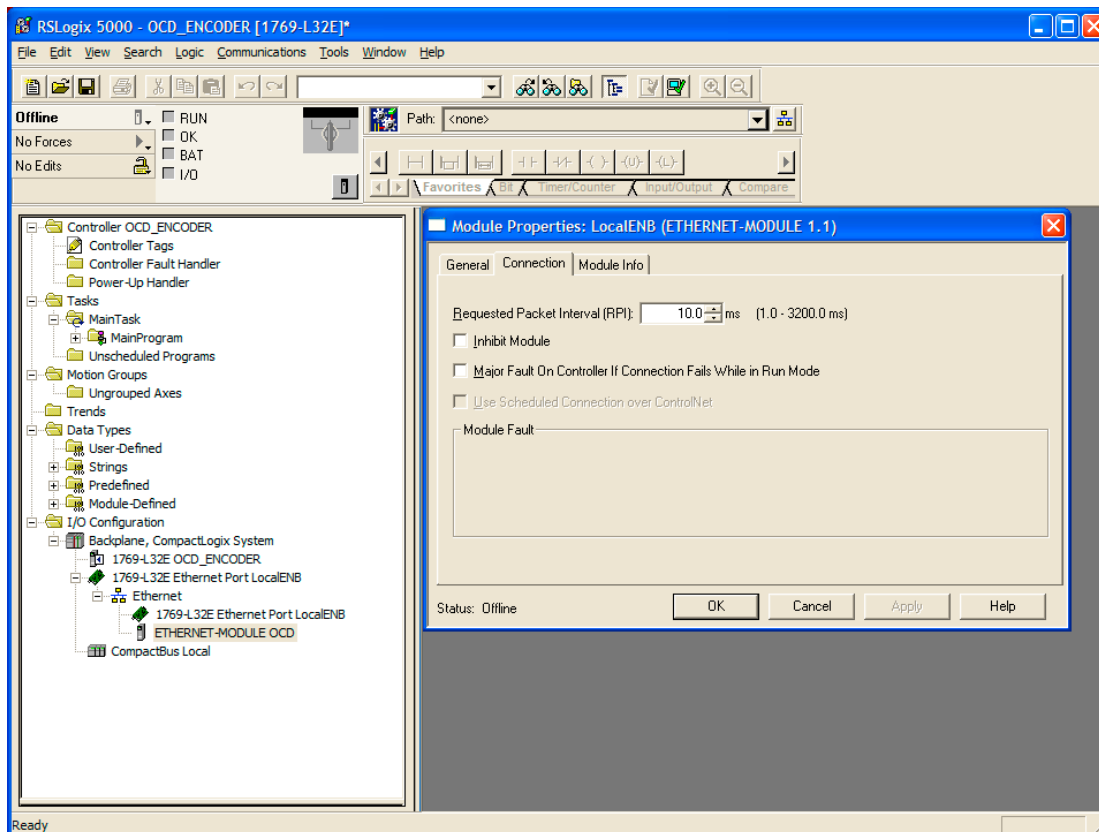 RSLogix 5000 - OCD_ENCODER [1769-L32E]*
File Edit View Search Logic Communications Tools Window Help
Offline
RUN
No Forces
OK
No Edits
BAT
I/O
Path: <none>
Favorites Bit Timer/Counter Input/Output Compare
Controller OCD_ENCODER
Controller Tags
Controller Fault Handler
Power-Up Handler
Tasks
MainTask
MainProgram
Unscheduled Programs
Motion Groups
Ungrouped Axes
Trends
Data Types
User-Defined
Strings
Predefined
Module-Defined
I/O Configuration
Backplane, CompactLogix System
1769-L32E OCD_ENCODER
1769-L32E Ethernet Port LocalENB
Ethernet
1769-L32E Ethernet Port LocalENB
ETHERNET-MODULE OCD
CompactBus Local
Module Properties: LocalENB (ETHERNET-MODULE 1.1)
General Connection Module Info
Requested Packet Interval (RPI): 10.0 ms (1.0 - 3200.0 ms)
Inhibit Module
Major Fault On Controller If Connection Fails While in Run Mode
Use Scheduled Connection over ControlNet
Module Fault
Status: Offline
OK Cancel Apply Help
Ready